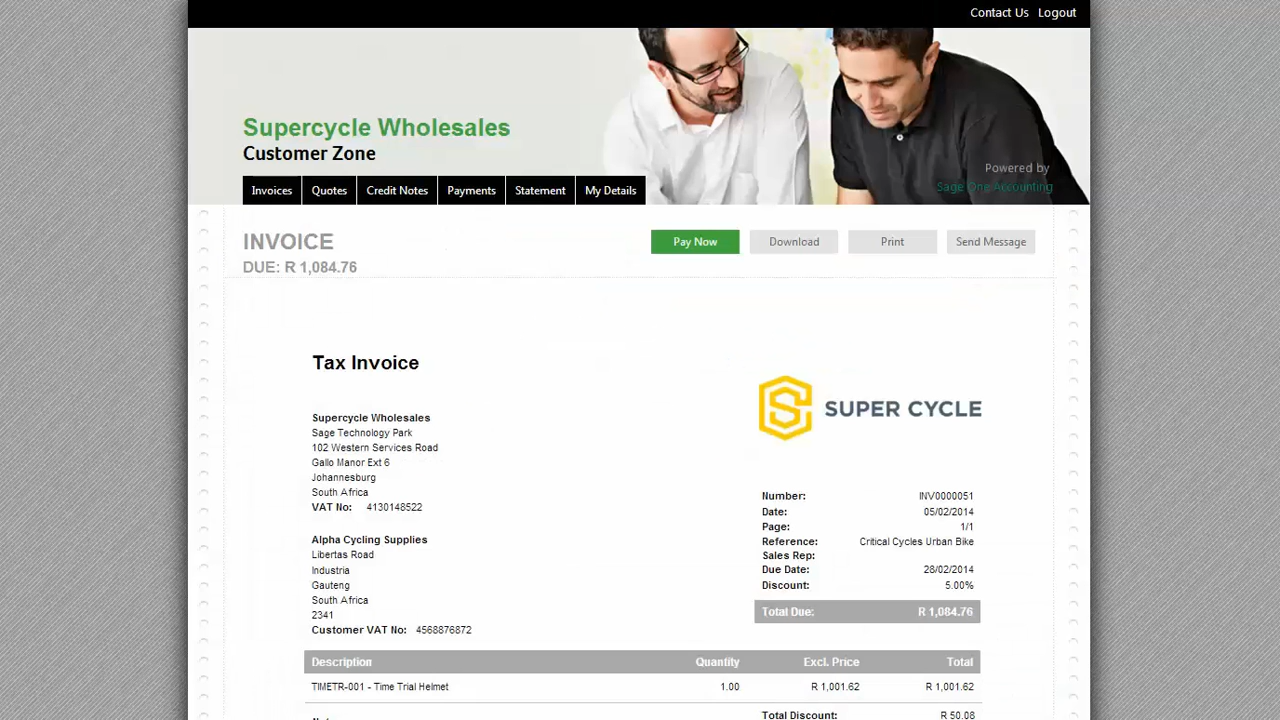 Contact Us Logout
Supercycle Wholesales
Customer Zone
Powered by
Sage One Accounting
Invoices Quotes Credit Notes Payments Statement My Details
INVOICE
DUE: R 1,084.76
Pay Now Download Print Send Message
Tax Invoice
SUPER CYCLE
Supercycle Wholesales
Sage Technology Park
102 Western Services Road
Gallo Manor Ext 6
Johannesburg
South Africa
VAT No: 4130148522
Number: INV0000051
Date: 05/02/2014
Page: 1/1
Reference: Critical Cycles Urban Bike
Sales Rep:
Due Date: 28/02/2014
Discount: 5.00%
Total Due: R 1,084.76
Alpha Cycling Supplies
Libertas Road
Industria
Gauteng
South Africa
2341
Customer VAT No: 4568876872
Description Quantity Excl. Price Total
TIMETR-001 - Time Trial Helmet 1.00 R 1,001.62 R 1,001.62
Total Discount: R 50.08